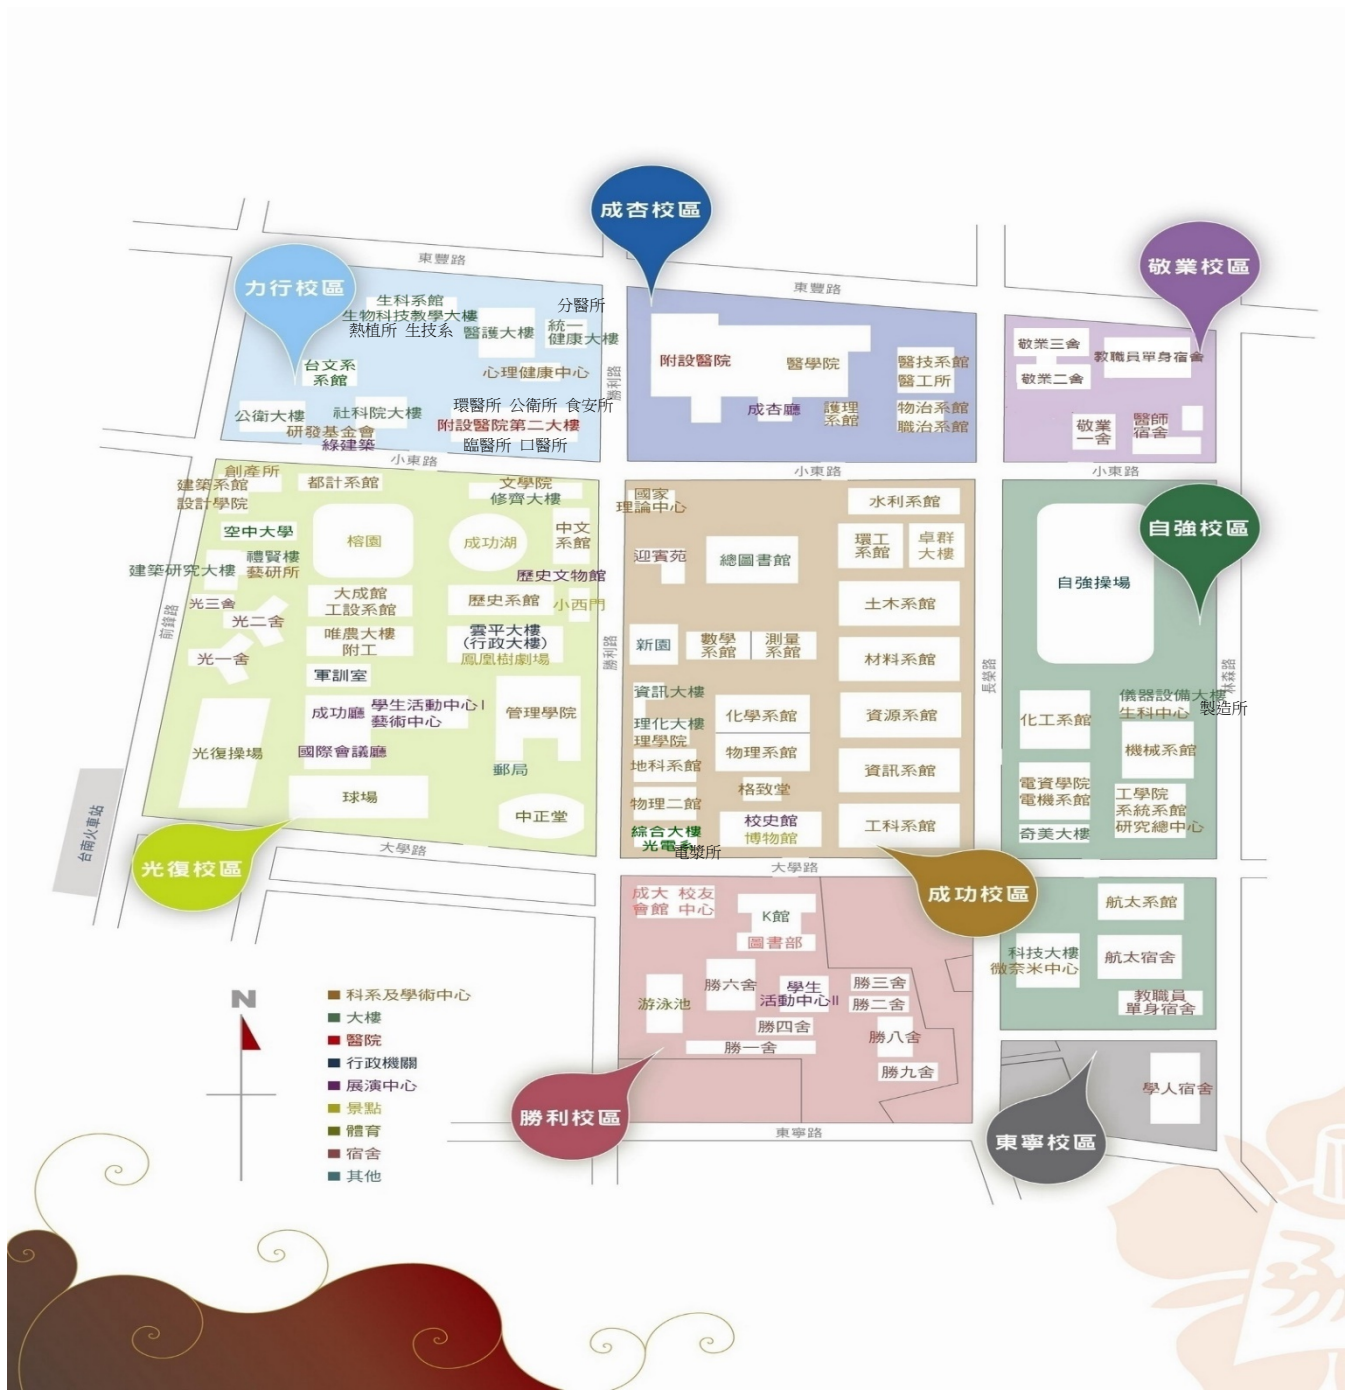 成杏校區
敬業校區
力行校區
東豐路
東豐路
生科系館
生物科技教學大樓
熱植所 生技系
醫護大樓
分醫所
統一
健康大樓
心理健康中心
台文系
系館
公衛大樓
社科院大樓
研發基金會
綠建築
環醫所 公衛所 食安所
附設醫院第二大樓
臨醫所 口醫所
勝利路
附設醫院
醫學院
成杏廳
護理
系館
醫技系館
醫工所
物治系館
職治系館
敬業三舍
敬業二舍
教職員單身宿舍
敬業
一舍
醫師
宿舍
小東路
小東路
小東路
創產所
建築系館
設計學院
都計系館
文學院
修齊大樓
空中大學
榕園
成功湖
中文
系館
禮賢樓
藝研所
建築研究大樓
歷史文物館
光三舍
光二舍
光一舍
大成館
工設系館
歷史系館
小西門
唯農大樓
附工
雲平大樓
(行政大樓)
鳳凰樹劇場
軍訓室
成功廳
學生活動中心I
藝術中心
國際會議廳
管理學院
郵局
光復操場
球場
中正堂
前鋒路
台南火車站
光復校區
大學路
勝利路
國家
理論中心
水利系館
迎賓苑
總圖書館
環工
系館
卓群
大樓
土木系館
新園
數學
系館
測量
系館
材料系館
資訊大樓
理化大樓
理學院
化學系館
資源系館
地科系館
物理系館
資訊系館
物理二館
格致堂
綜合大樓
光電系
電漿所
校史館
博物館
工科系館
大學路
成功校區
長榮路
自強校區
自強操場
林森路
儀器設備大樓
生科中心
製造所
化工系館
機械系館
電資學院
電機系館
工學院
系統系館
研究總中心
奇美大樓
成大
會館
校友
中心
K館
圖書部
游泳池
勝六舍
學生
活動中心II
勝三舍
勝二舍
勝四舍
勝八舍
勝一舍
勝九舍
勝利校區
東寧路
航太系館
科技大樓
微奈米中心
航太宿舍
教職員
單身宿舍
學人宿舍
東寧校區
N
科系及學術中心
大樓
醫院
行政機關
展演中心
景點
體育
宿舍
其他